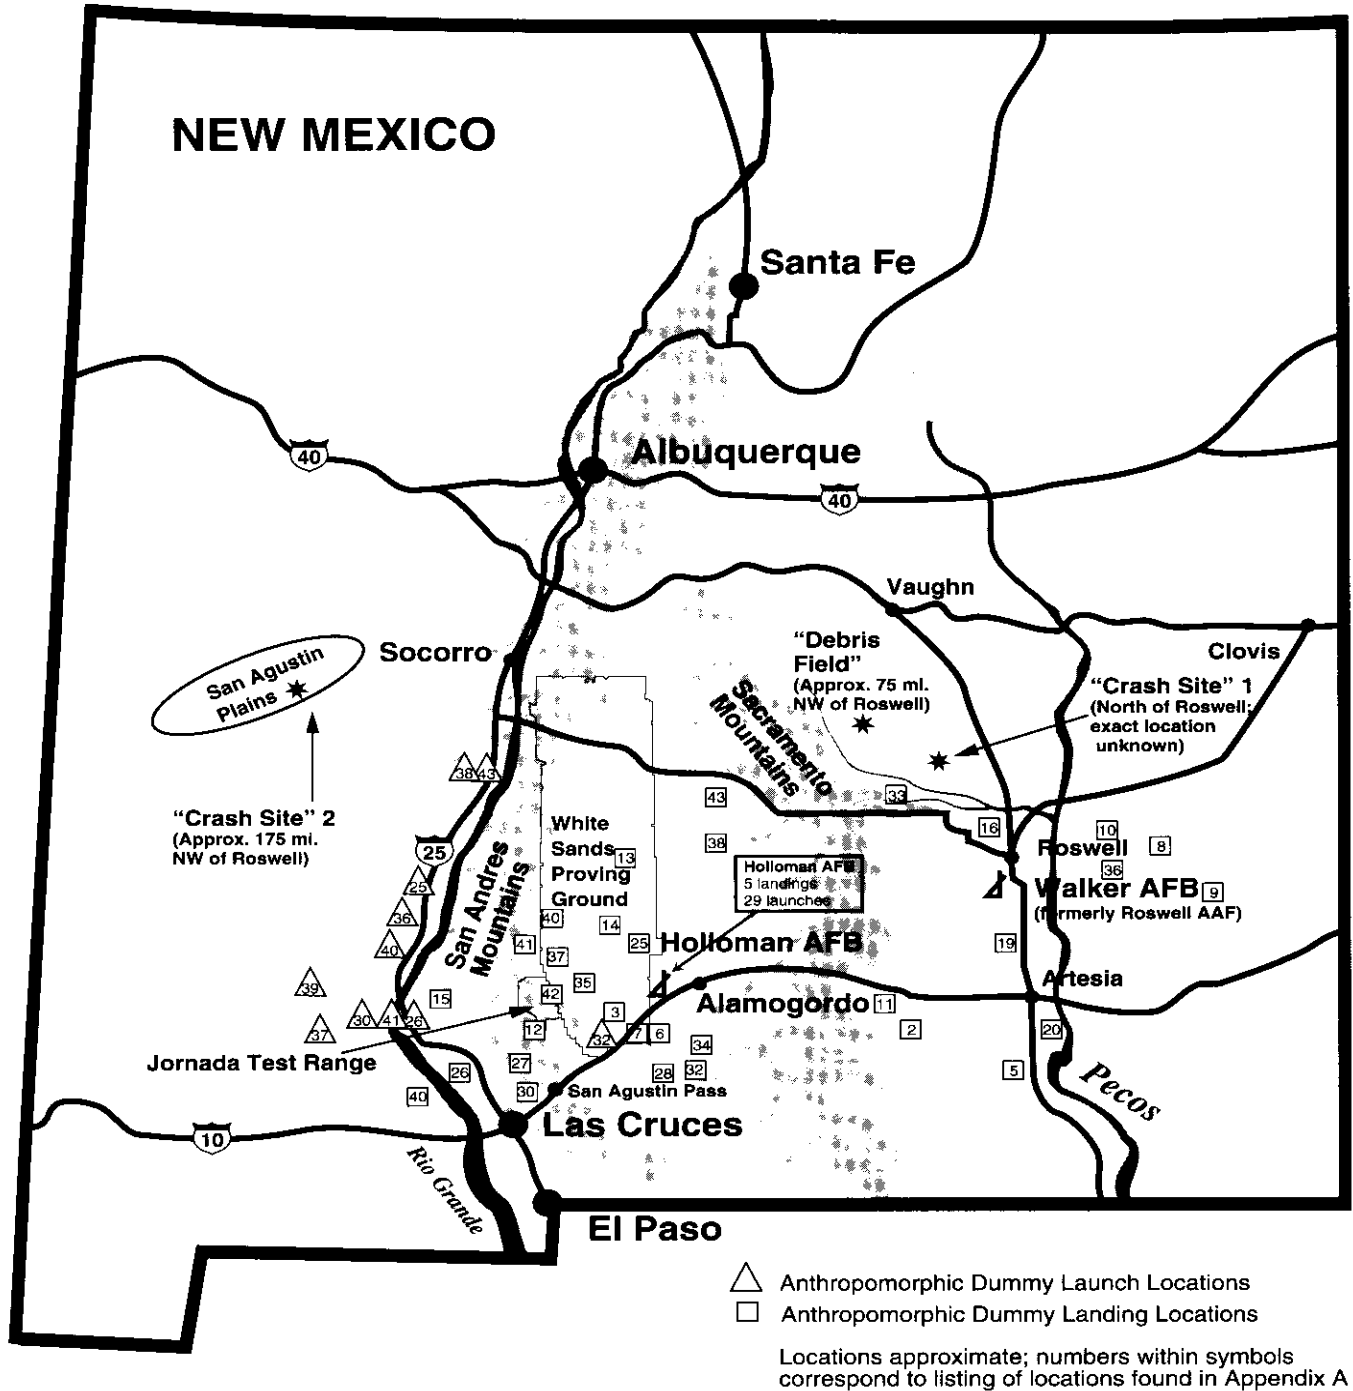 NEW MEXICO
Santa Fe
Albuquerque
40
40
Vaughn
"Debris
Field"
(Approx. 75 mi.
NW of Roswell)
Clovis
Socorro
San Agustin
Plains
"Crash Site" 1
(North of Roswell;
exact location
unknown)
Sacramento
Mountains
38
43
"Crash Site" 2
(Approx. 175 mi.
NW of Roswell)
43
33
16
10
Roswell
8
36
Walker AFB
9
(formerly Roswell AAF)
White
Sands
13
Proving
Ground
38
25
San Andres
Mountains
Holloman AFB
5 landings
29 launches
25
36
40
40
14
41
37
25
Holloman AFB
19
Artesia
39
15
42
35
Alamogordo
11
30
41
26
37
3
12
32
7
6
2
20
Jornada Test Range
34
27
28
32
5
26
40
30
San Agustin Pass
Pecos
10
Las Cruces
Rio Grande
El Paso
Anthropomorphic Dummy Launch Locations
Anthropomorphic Dummy Landing Locations
Locations approximate; numbers within symbols
correspond to listing of locations found in Appendix A